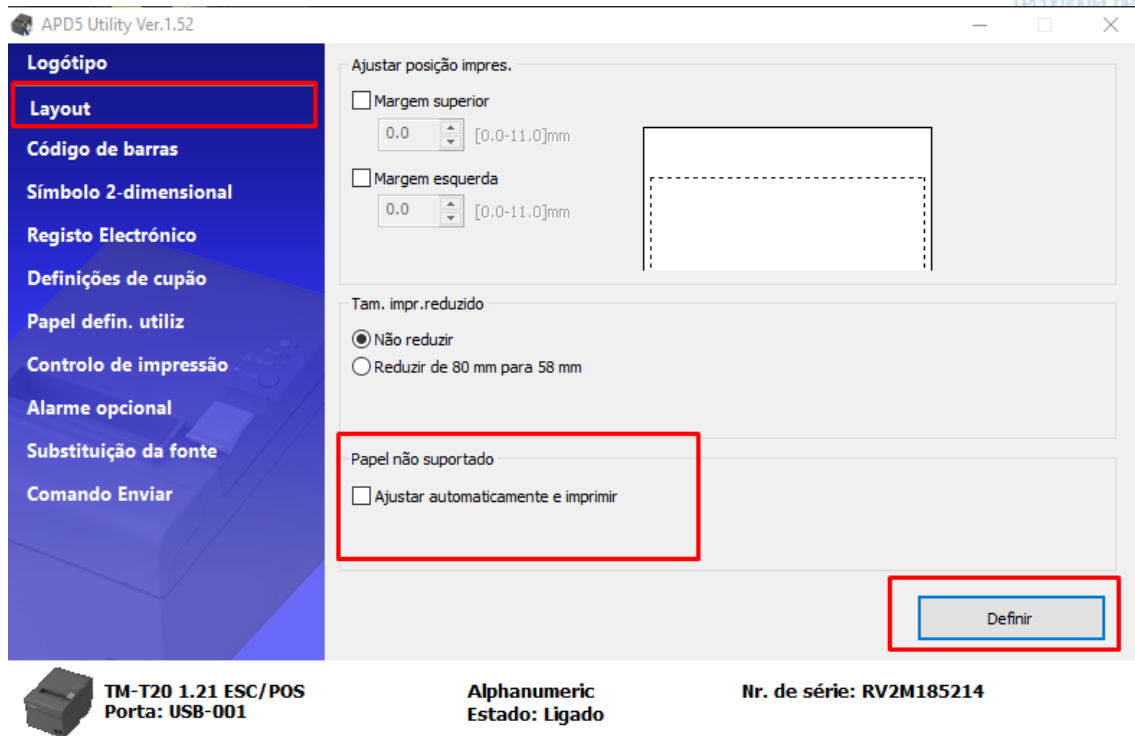 APD5 Utility Ver.1.52
Logótipo
Layout
Código de barras
Símbolo 2-dimensional
Registo Electrónico
Definições de cupão
Papel defin. utiliz
Controlo de impressão
Alarme opcional
Substituição da fonte
Comando Enviar
Ajustar posição impres.
Margem superior
0.0 [0.0-11.0]mm
Margem esquerda
0.0 [0.0-11.0]mm
Tam. impr.reduzido
Não reduzir
Reduzir de 80 mm para 58 mm
Papel não suportado
Ajustar automaticamente e imprimir
Definir
TM-T20 1.21 ESC/POS
Porta: USB-001
Alphanumeric
Estado: Ligado
Nr. de série: RV2M185214